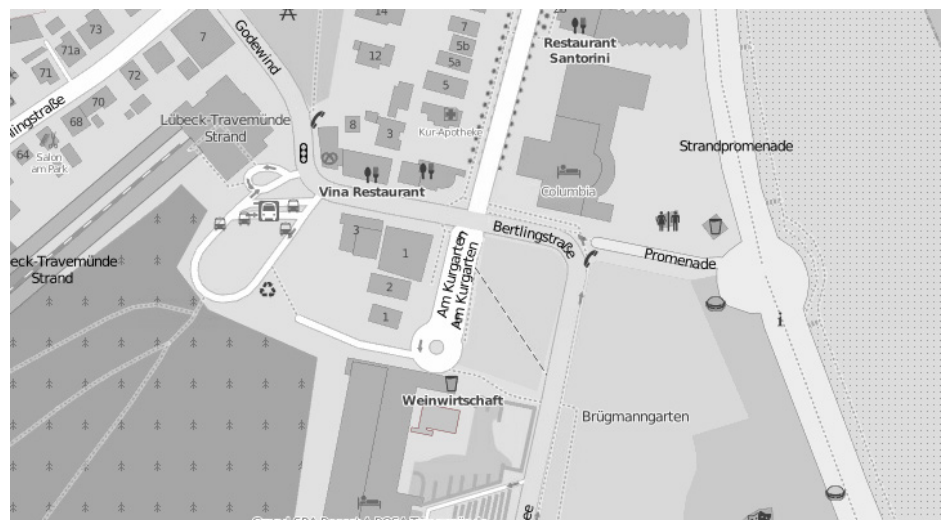 14
2b
73
7
71a
7
5b
71
72
12
5a
Godewind
Restaurant
Santorini
5
70
68
Lübeck-Travemünde
Strand
8
3
Kur-Apotheke
64
Salon
am Park
Strandpromenade
Vina Restaurant
Columbia
3
1
Bertlingstraße
Promenade
eck-Travemünde
Strand
2
Am Kurgarten
Am Kurgarten
1
Weinwirtschaft
Brügmanngarten